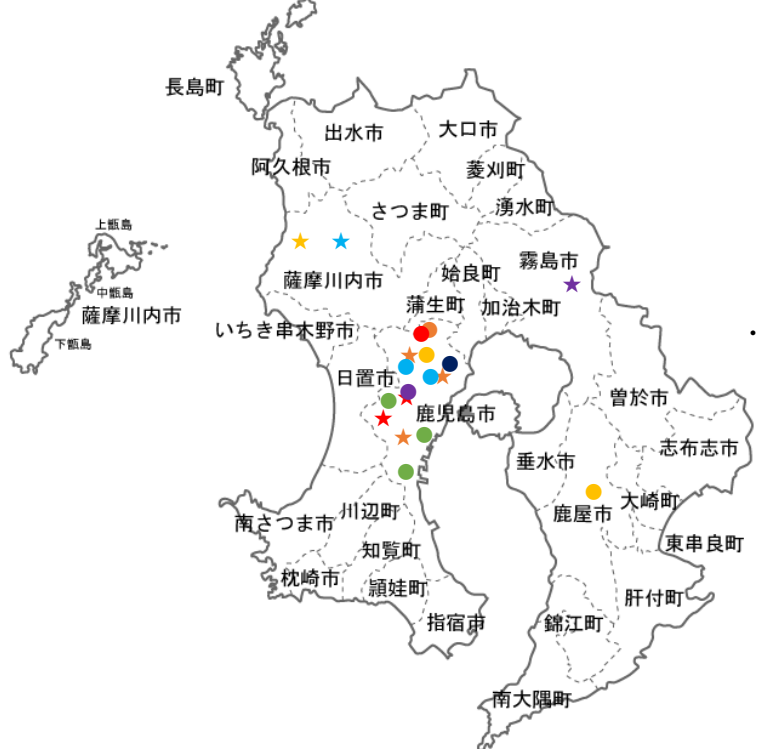 長島町
出水市
大口市
阿久根市
菱刈町
さつま町
湧水町
上甑島
霧島市
姶良町
薩摩川内市
中甑島
蒲生町
加治木町
薩摩川内市
いちき串木野市
下甑島
日置市
曽於市
鹿児島市
志布志市
垂水市
大崎町
鹿屋市
川辺町
南さつま市
東串良町
知覧町
枕崎市
頴娃町
肝付町
指宿市
錦江町
南大隅町